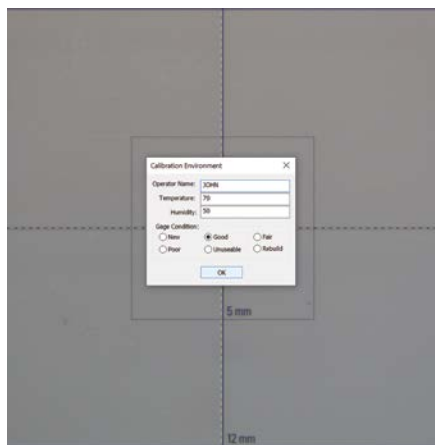 Calibration Environment
Operator Name: JOHN
Temperature: 70
Humidity: 50
Gage Condition:
New Good Fair
Poor Unuseable Rebuild
OK
5 mm
12 mm